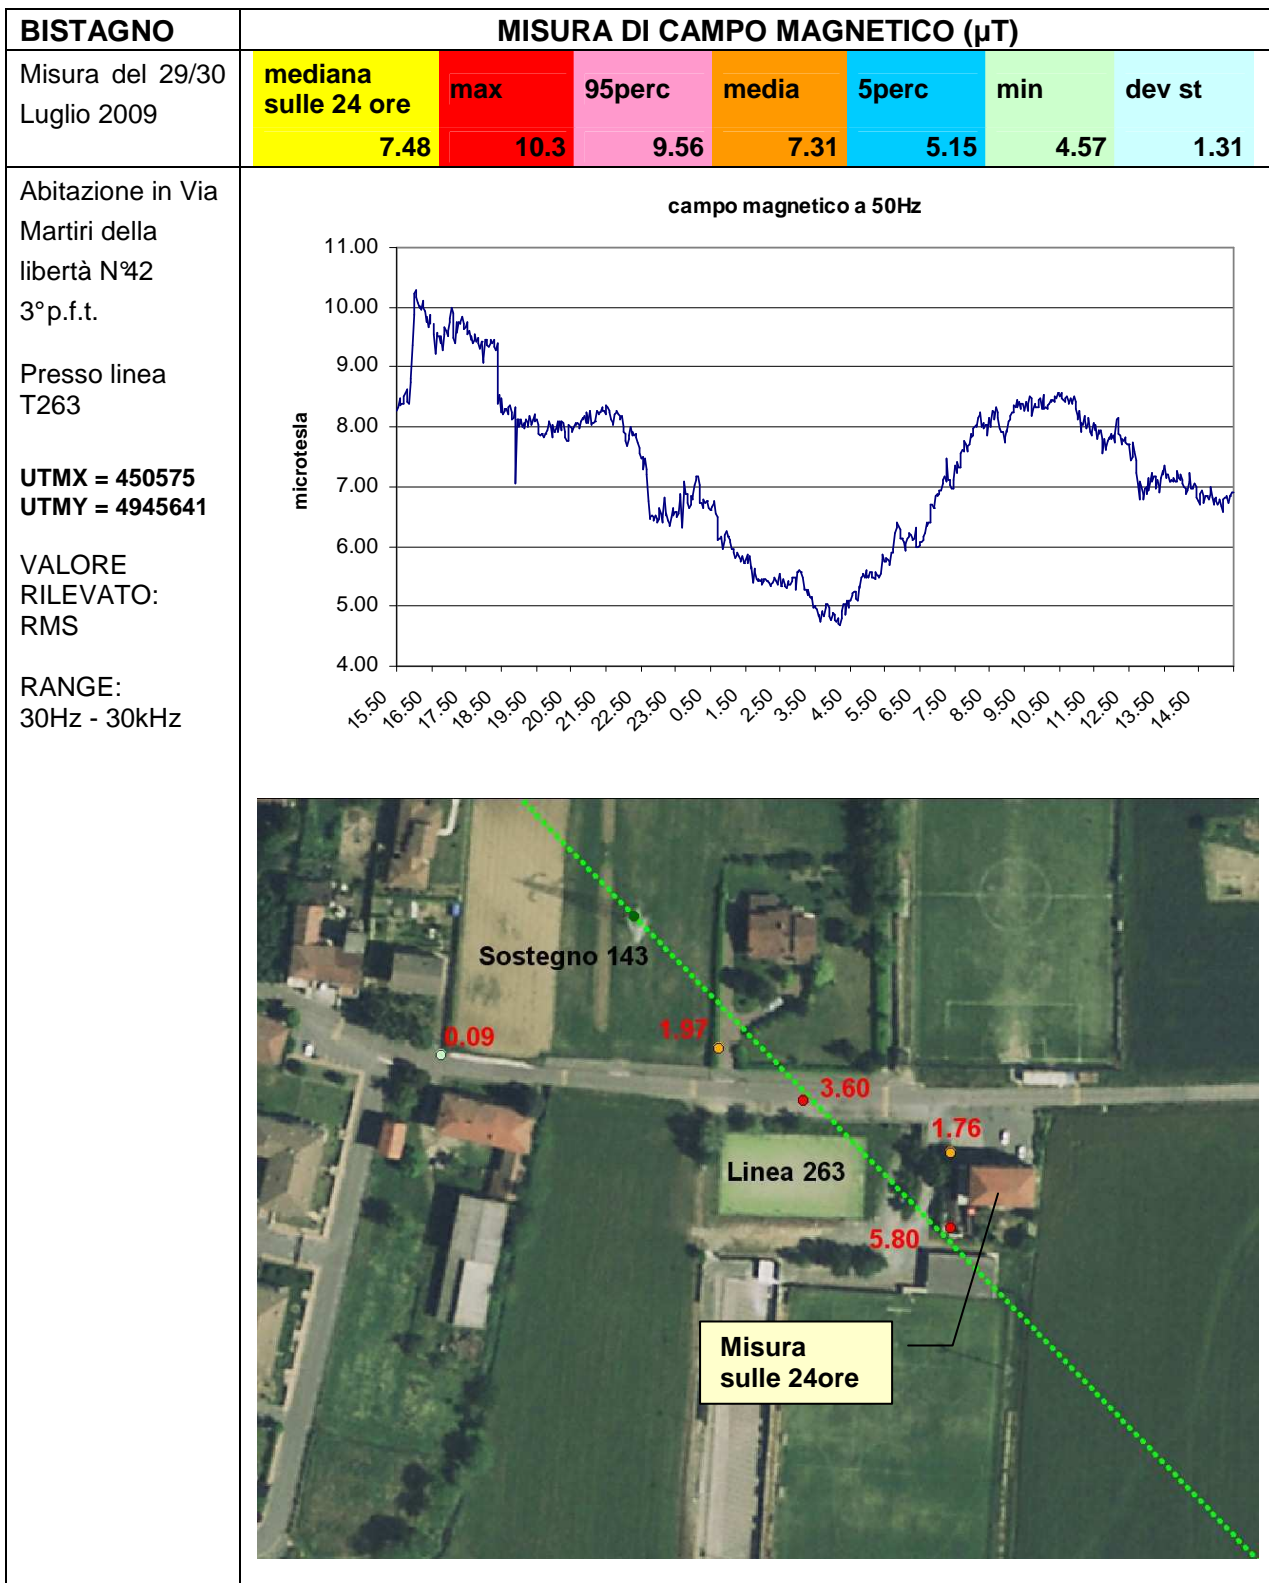 BISTAGNO
MISURA DI CAMPO MAGNETICO (µT)
Misura del 29/30
Luglio 2009
mediana
sulle 24 ore
max
95perc
media
5perc
min
dev st
7.48
10.3
9.56
7.31
5.15
4.57
1.31
Abitazione in Via
Martiri della
libertà N°42
3° p.f.t.
Presso linea
T263
UTMX = 450575
UTMY = 4945641
VALORE
RILEVATO:
RMS
RANGE:
30Hz - 30kHz
campo magnetico a 50Hz
microtesla
11.00
10.00
9.00
8.00
7.00
6.00
5.00
4.00
15.50
16.50
17.50
18.50
19.50
20.50
21.50
22.50
23.50
0.50
1.50
2.50
3.50
4.50
5.50
6.50
7.50
8.50
9.50
10.50
11.50
12.50
13.50
14.50
Sostegno 143
0.09
1.97
3.60
1.76
Linea 263
5.80
Misura
sulle 24ore